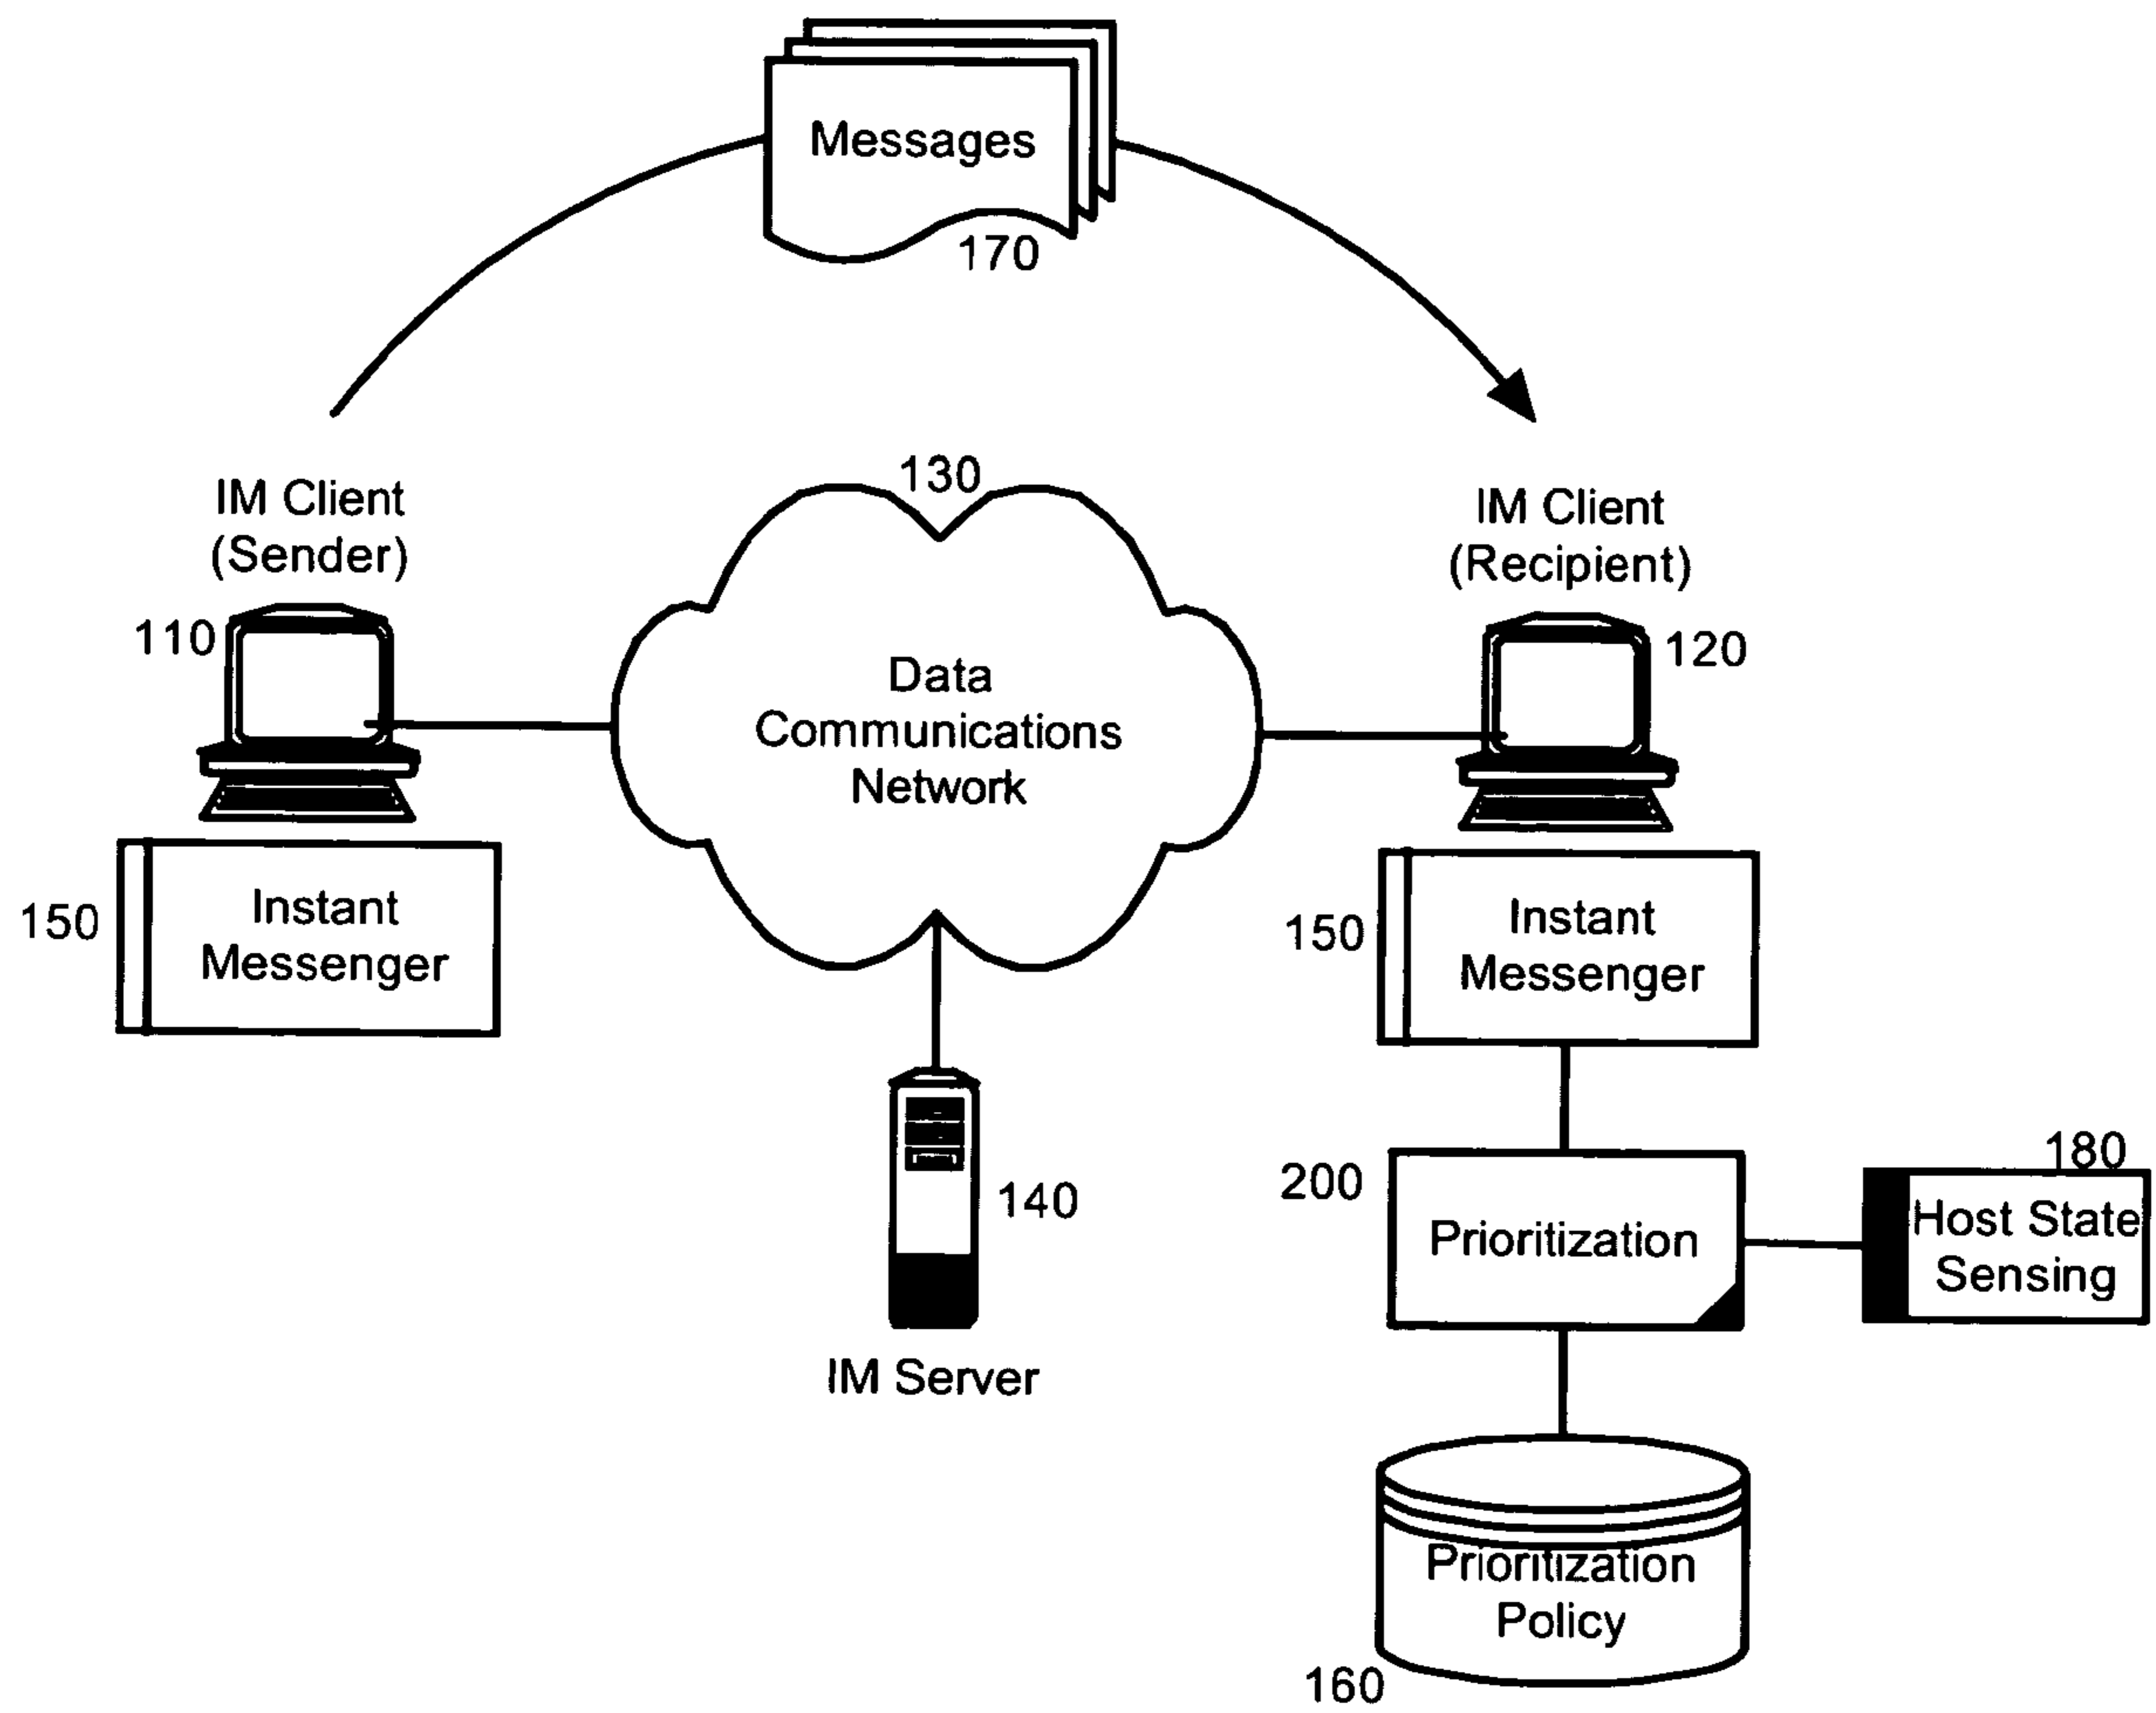 Messages
170
130
IM Client
(Sender)
IM Client
(Recipient)
110
120
Data
Communications
Network
150
Instant
Messenger
150
Instant
Messenger
140
IM Server
200
Prioritization
180
Host State
Sensing
Prioritization
Policy
160